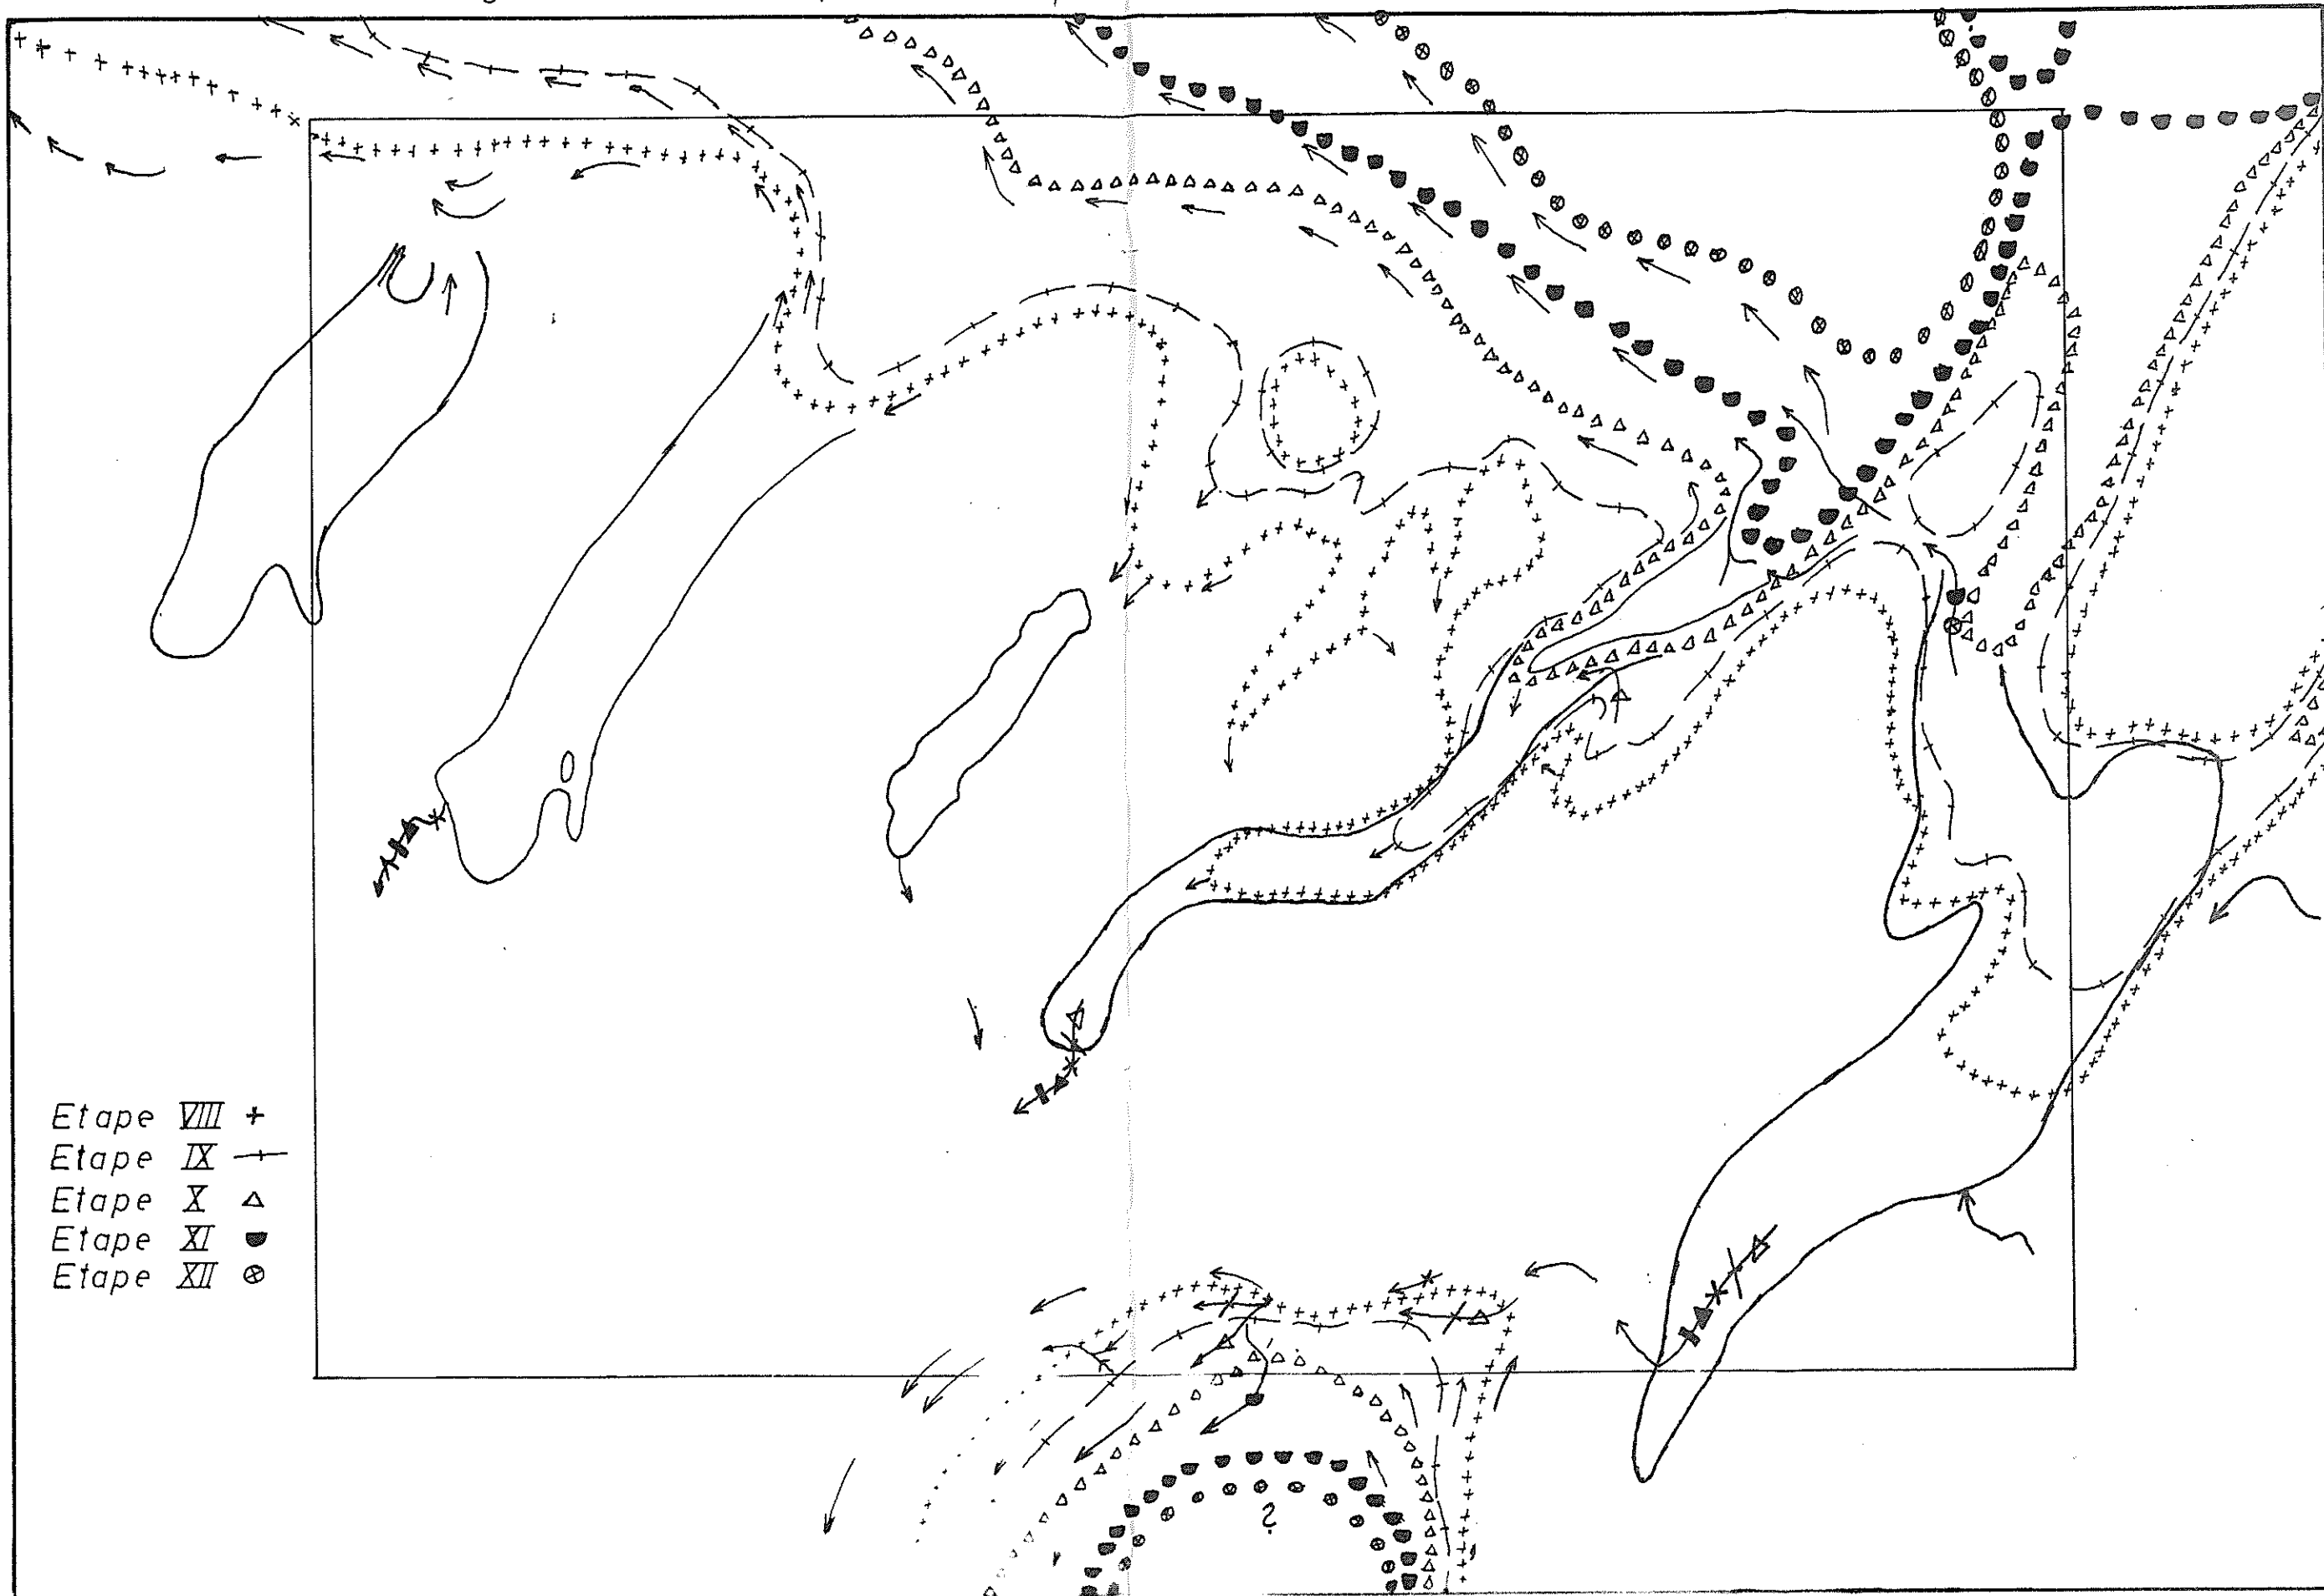 Etape VIII +
Etape IX
Etape X △
Etape XI
Etape XII ⊗
?